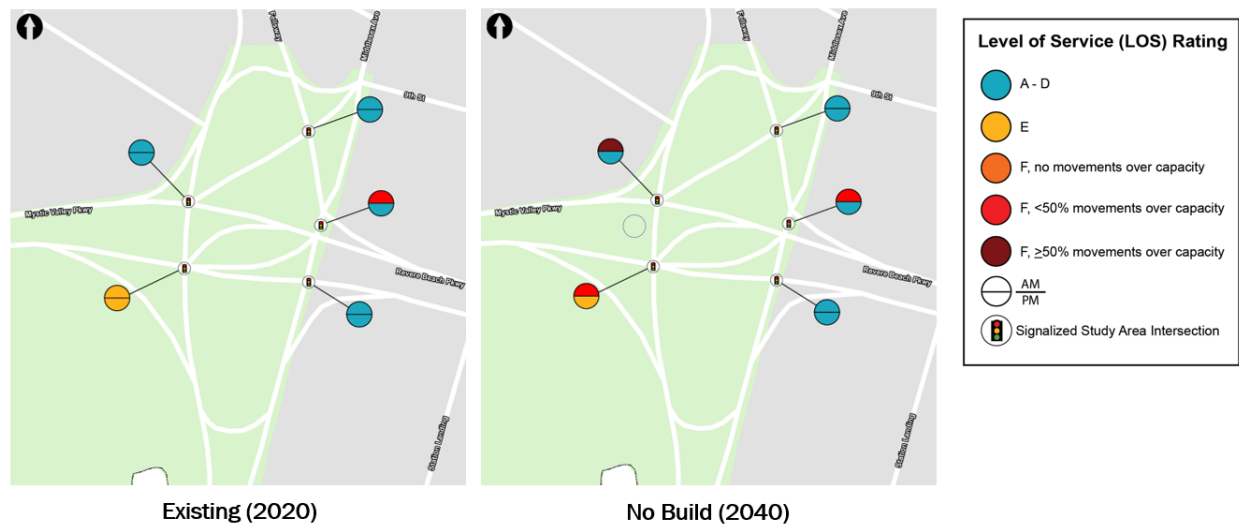 Fellsway
Middlesex Ave
9th St
Mystic Valley Pkwy
Revere Beach Pkwy
Station Landing
Existing (2020)
Fellsway
Middlesex Ave
9th St
Mystic Valley Pkwy
Revere Beach Pkwy
Station Landing
No Build (2040)
Level of Service (LOS) Rating
A - D
E
F, no movements over capacity
F, <50% movements over capacity
F, ≥50% movements over capacity
AM
PM
Signalized Study Area Intersection